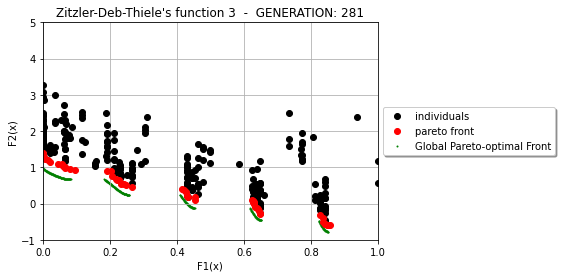 Zitzler-Deb-Thiele's function 3 - GENERATION: 281
5
4
3
2
1
0
−1
F2(x)
0.0 0.2 0.4 0.6 0.8 1.0
F1(x)
individuals
pareto front
Global Pareto-optimal Front